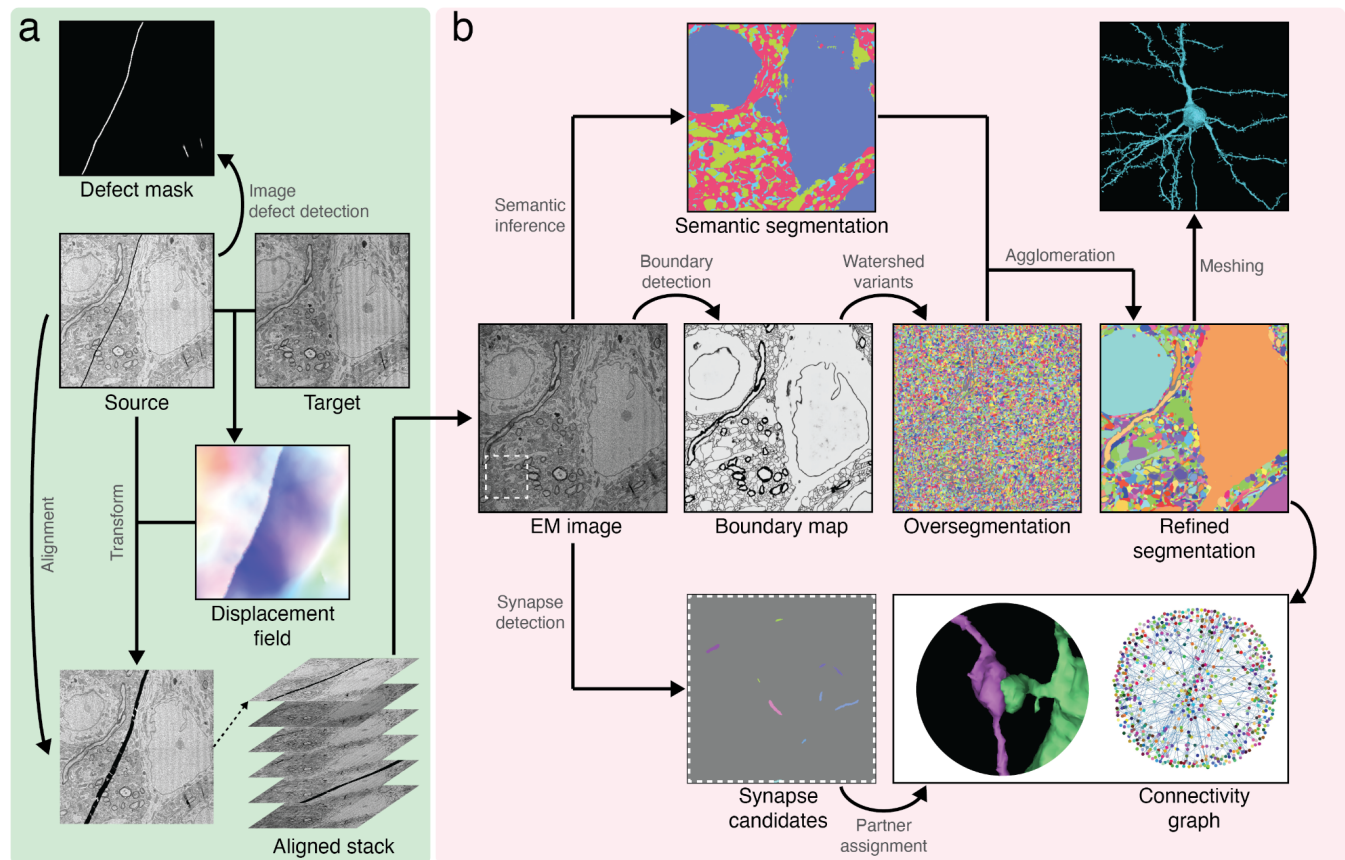 a
Defect mask
Image
defect detection
Source
Target
Alignment
Transform
Displacement
field
Aligned stack
b
Semantic
inference
Semantic segmentation
Boundary
detection
Watershed
variants
Agglomeration
Meshing
EM image
Boundary map
Oversegmentation
Refined
segmentation
Synapse
detection
Synapse
candidates
Partner
assignment
Connectivity
graph